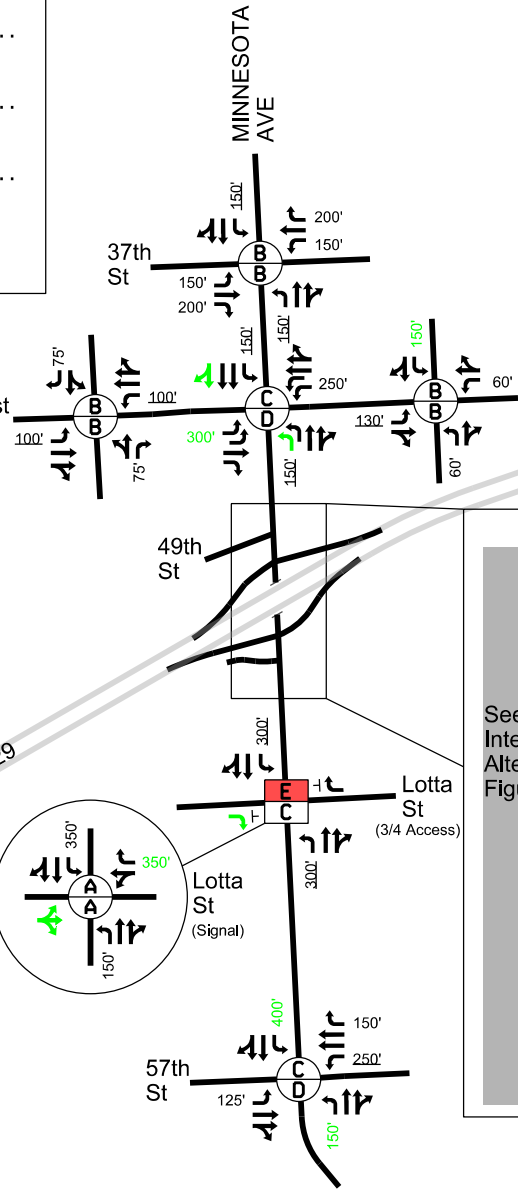 ..
..
..
MINNESOTA
AVE
150'
200'
150'
37th
St
B
B
150'
200'
150'
150'
75'
150'
st
100'
B
B
100'
75'
300'
C
D
250'
150'
130'
B
B
60'
60'
49th
St
29
See
Inte
Alte
Figu
300'
E
C
Lotta
St
(3/4 Access)
300'
350'
350'
A
A
150'
Lotta
St
(Signal)
400'
150'
250'
57th
St
C
D
125'
150'